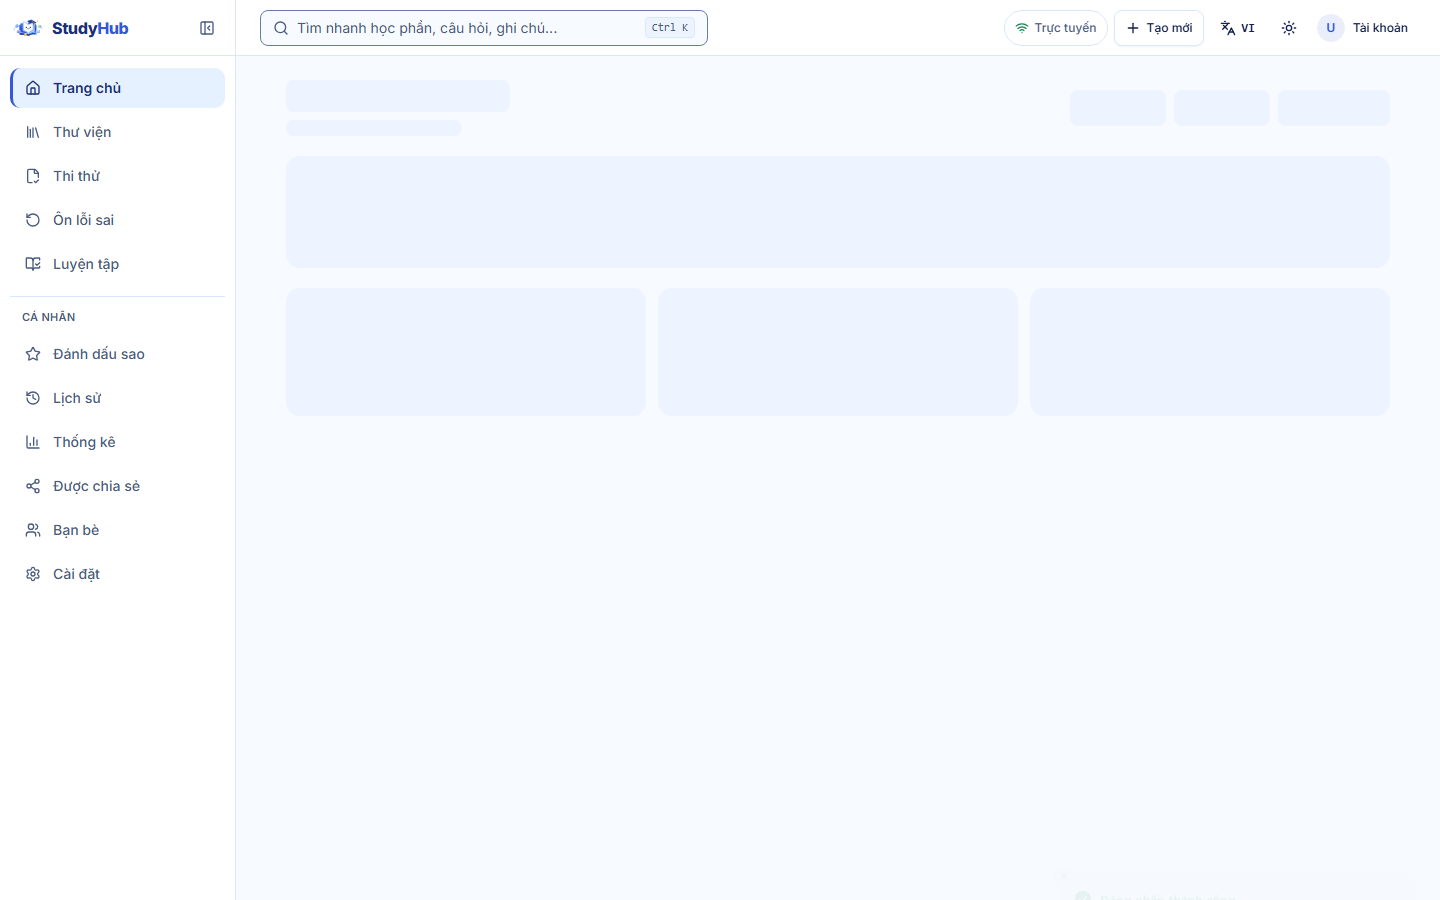 StudyHub
Tìm nhanh học phần, câu hỏi, ghi chú...
Ctrl K
Trực tuyến
Tạo mới
VI
U
Tài khoản
Trang chủ
Thư viện
Thi thử
Ôn lỗi sai
Luyện tập
CÁ NHÂN
Đánh dấu sao
Lịch sử
Thống kê
Được chia sẻ
Bạn bè
Cài đặt